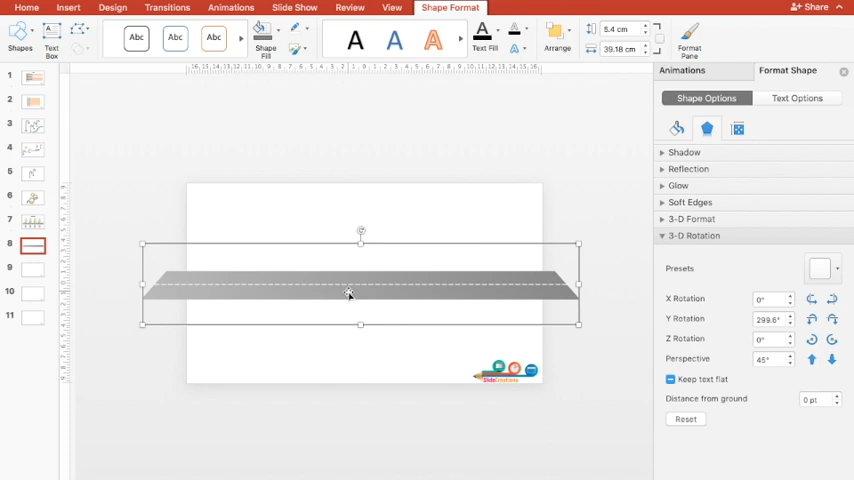 Home Insert Design Transitions Animations Slide Show Review View Shape Format Share
Abc Abc Abc A A A A 5.4 cm
39.18 cm
Shapes Text Box Shape Fill Text Fill Arrange Format Pane
Animations Format Shape
Shape Options Text Options
Shadow
Reflection
Glow
Soft Edges
3-D Format
3-D Rotation
Presets
X Rotation 0°
Y Rotation 299.6°
Z Rotation 0°
Perspective 45°
Keep text flat
Distance from ground 0 pt
Reset
1
2
3
4
5
6
7
8
9
10
11
SlideCreations